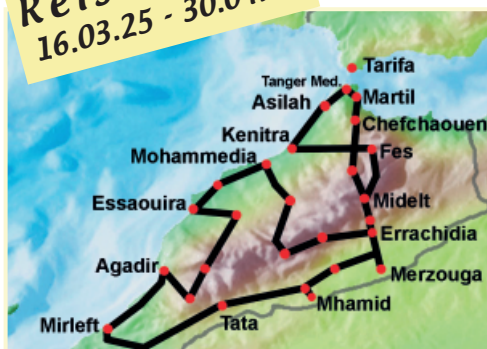 16.03.25 - 30.0
Tarifa
Tanger Med.
Asilah
Martil
Chefchaouen
Kenitra
Mohammedia
Fes
Essaouira
Midelt
Errachidia
Agadir
Merzouga
Mhamid
Mirleft
Tata